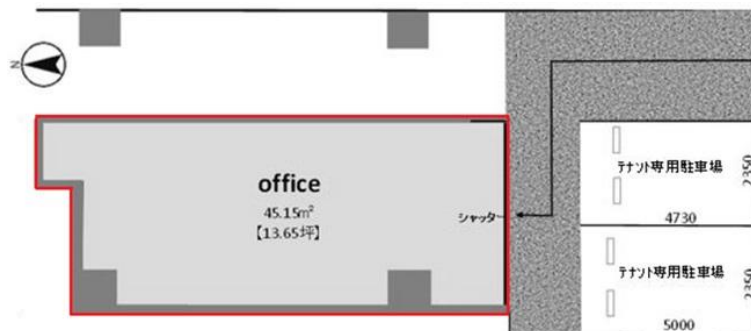 N
office
45.15㎡
【13.65坪】
シャッター
テナント専用駐車場
2350
4730
テナント専用駐車場
2350
5000